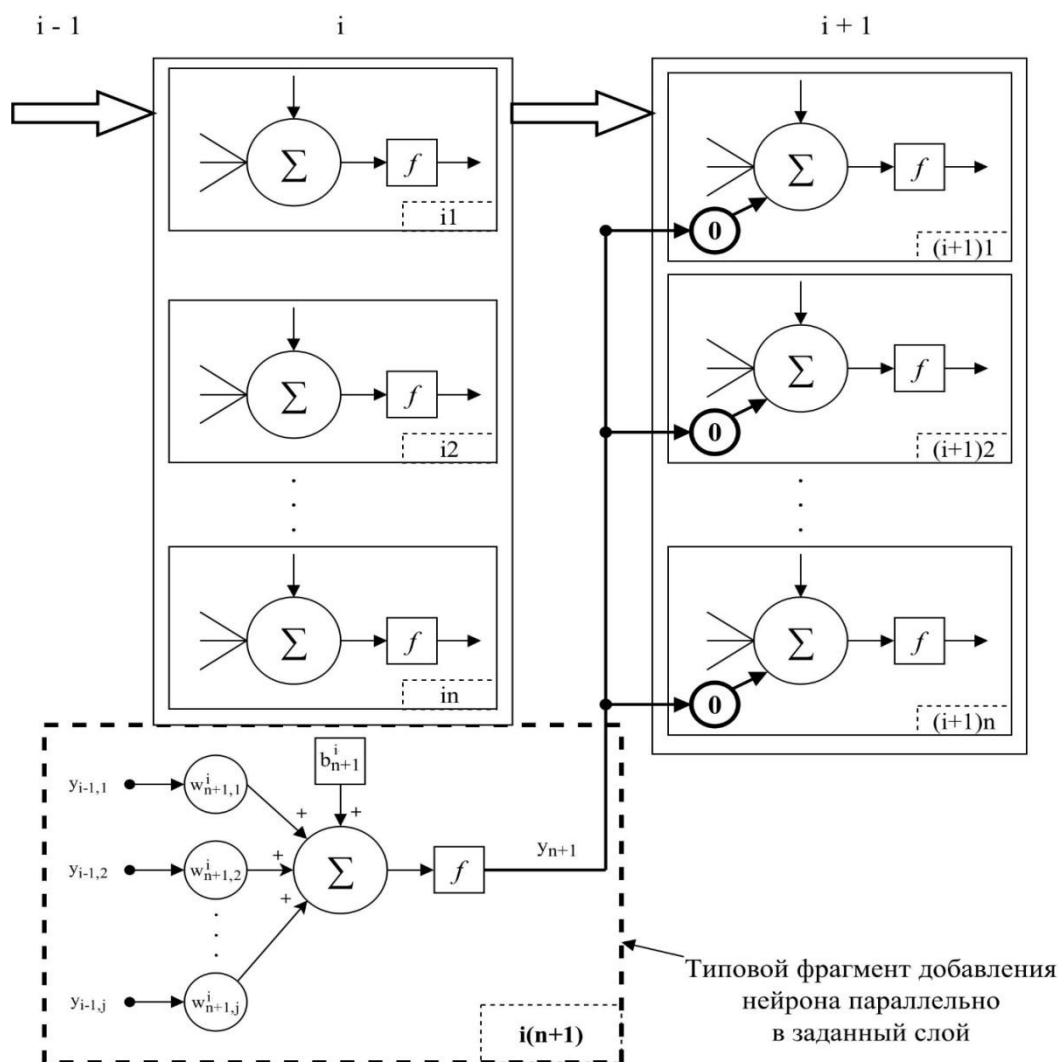 i - 1 i i + 1
Σ f
i1
Σ f
0
(i+1)1
Σ f
i2
Σ f
0
(i+1)2
Σ f
in
Σ f
0
(i+1)n
b^i_{n+1}
y_{i-1,1} w^i_{n+1,1} +
+
y_{i-1,2} w^i_{n+1,2} + Σ f y_{n+1}
+
y_{i-1,j} w^i_{n+1,j}
i(n+1)
Типовой фрагмент добавления
нейрона параллельно
в заданный слой